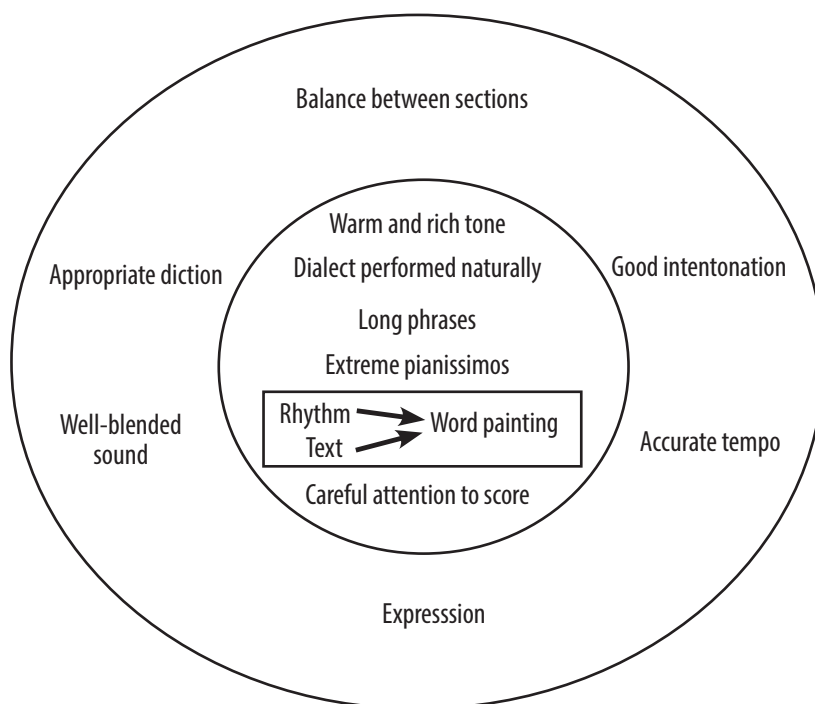 Balance between sections
Warm and rich tone
Appropriate diction
Dialect performed naturally
Good intentonation
Long phrases
Extreme pianissimos
Rhythm
Word painting
Text
Well-blended
sound
Accurate tempo
Careful attention to score
Expresssion